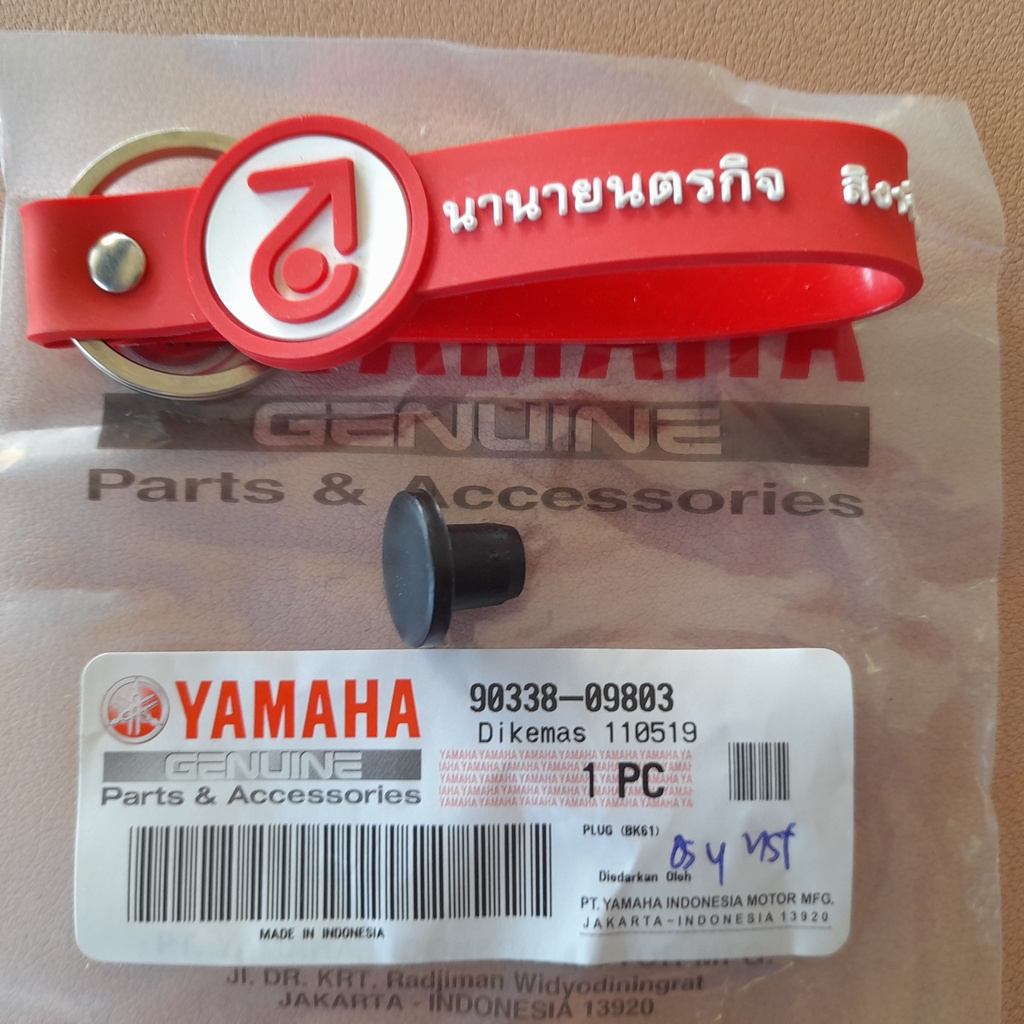 นานายนตรกิจ
YAMAHA
GENUINE
Parts & Accessories
YAMAHA
GENUINE
Parts & Accessories
90338-09803
Dikemas 110519
1 PC
PLUG (BK61)
Diedarkan Oleh
PT. YAMAHA INDONESIA MOTOR MFG.
JAKARTA-INDONESIA 13920
MADE IN INDONESIA
Jl. DR. KRT. Radjiman Widyodiningrat
JAKARTA - INDONESIA 13920